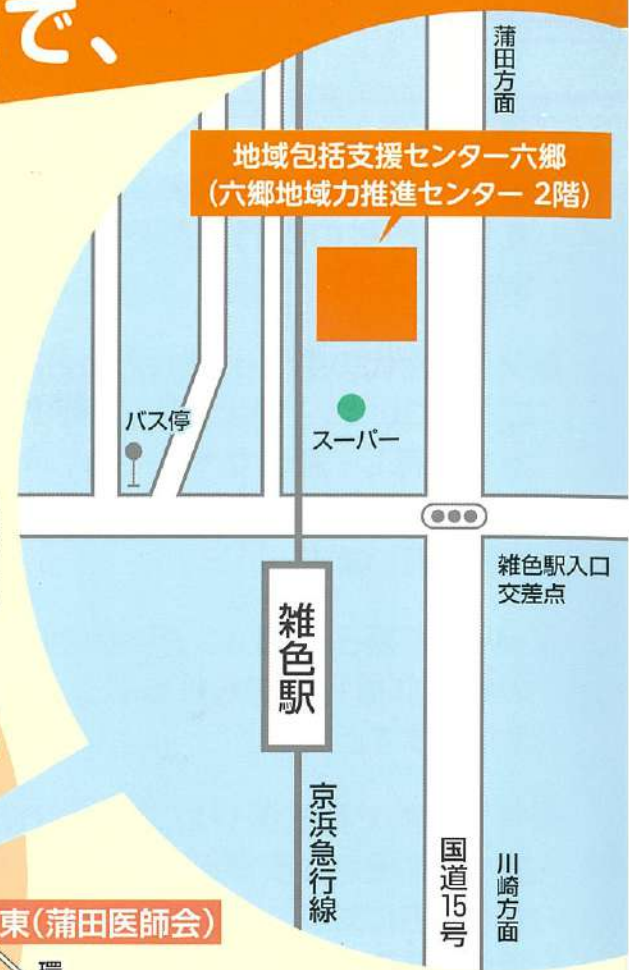 で、
蒲田方面
地域包括支援センター六郷
(六郷地域力推進センター 2階)
バス停
スーパー
雑色駅入口
交差点
雑色駅
京浜急行線
国道15号
川崎方面
東(蒲田医師会)
環